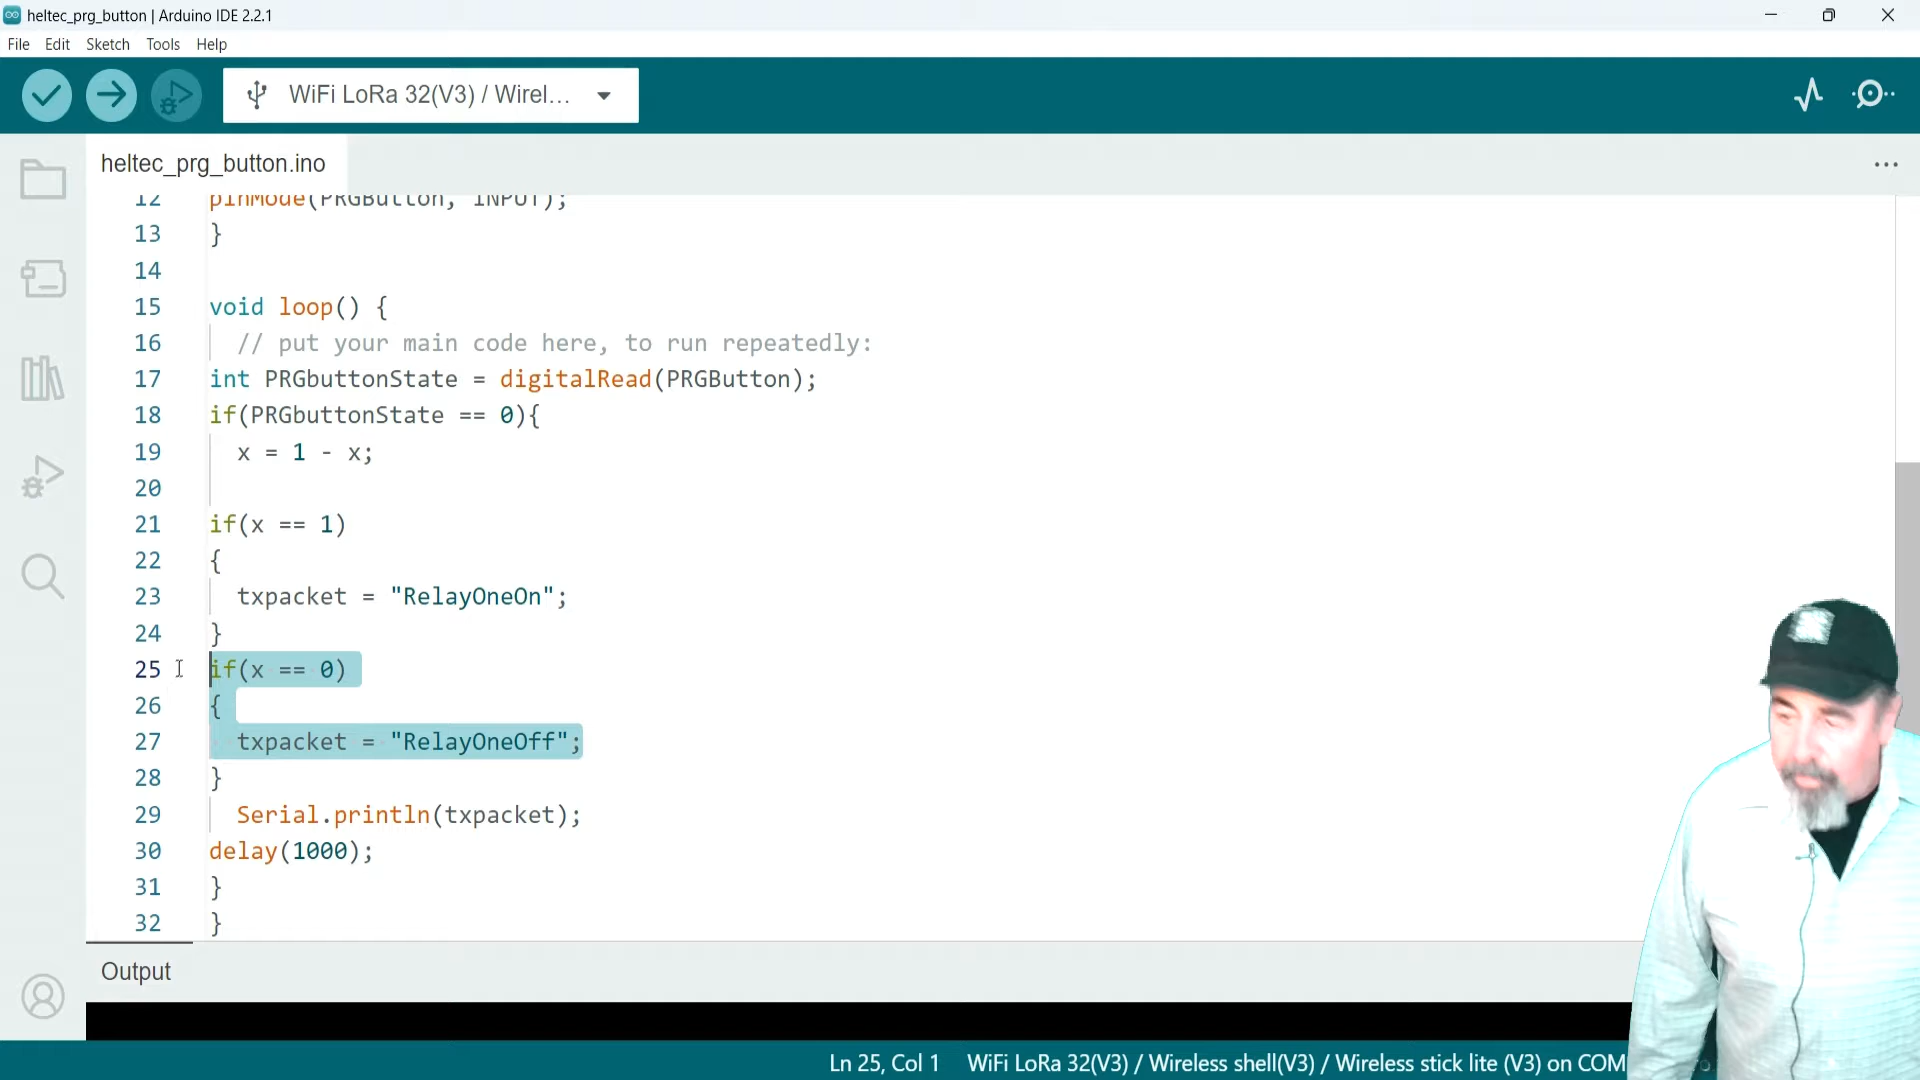 heltec_prg_button | Arduino IDE 2.2.1
File Edit Sketch Tools Help
WiFi LoRa 32(V3) / Wirel...
heltec_prg_button.ino
12 pinMode(PRGButton, INPUT);
13 }
14
15 void loop() {
16 // put your main code here, to run repeatedly:
17 int PRGbuttonState = digitalRead(PRGButton);
18 if(PRGbuttonState == 0){
19 x = 1 - x;
20
21 if(x == 1)
22 {
23 txpacket = "RelayOneOn";
24 }
25 if(x == 0)
26 {
27 txpacket = "RelayOneOff";
28 }
29 Serial.println(txpacket);
30 delay(1000);
31 }
32 }
Output
Ln 25, Col 1 WiFi LoRa 32(V3) / Wireless shell(V3) / Wireless stick lite (V3) on COM